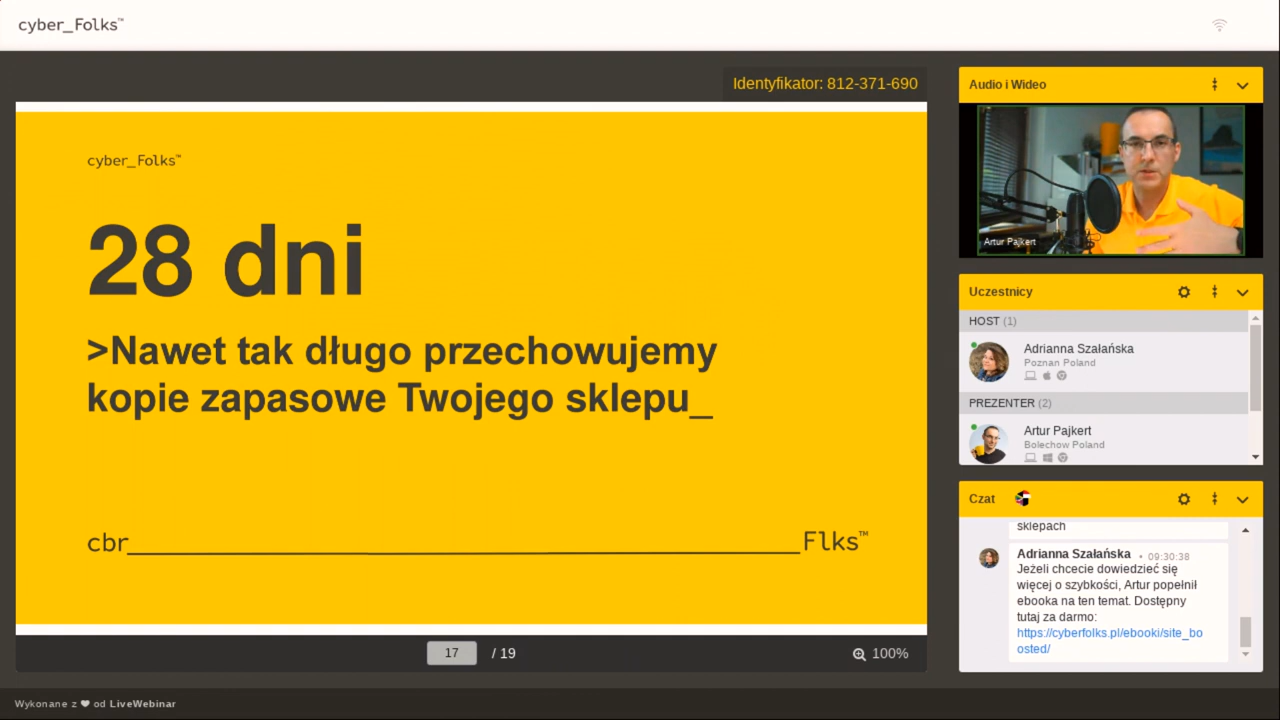 cyber_Folks™
Identyfikator: 812-371-690
cyber_Folks™
28 dni
>Nawet tak długo przechowujemy
kopie zapasowe Twojego sklepu_
cbr_____Flks™
17 / 19
100%
Audio i Wideo
Artur Pajkert
Uczestnicy
HOST (1)
Adrianna Szałańska
Poznan Poland
PREZENTER (2)
Artur Pajkert
Bolechow Poland
Czat
sklepach
Adrianna Szałańska • 09:30:38
Jeżeli chcecie dowiedzieć się
więcej o szybkości, Artur popełnił
ebooka na ten temat. Dostępny
tutaj za darmo:
https://cyberfolks.pl/ebooki/site_bo
osted/
Wykonane z ❤ od LiveWebinar